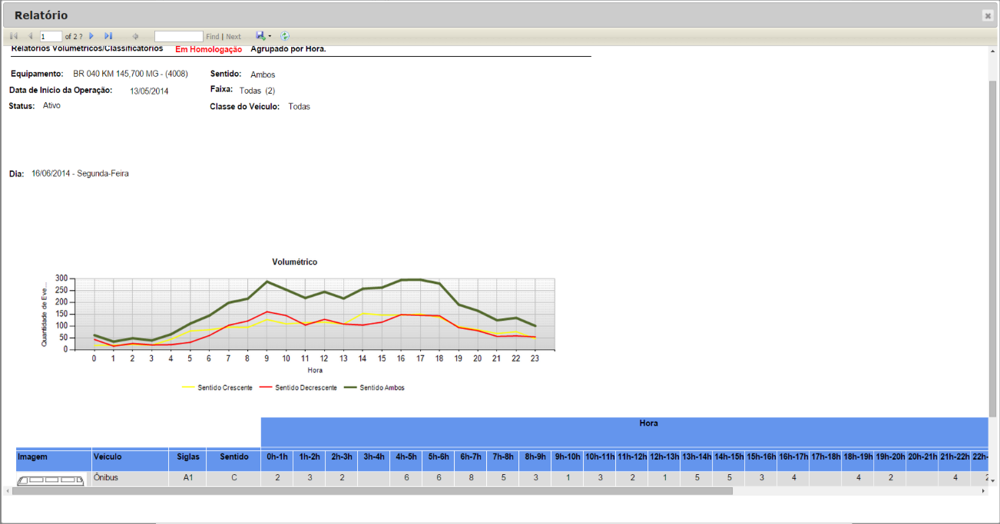 Relatório
1 of 2 ? Find | Next
Relatórios Volumétricos/Classificatórios Em Homologação Agrupado por Hora.
Equipamento: BR 040 KM 145,700 MG - (4008) Sentido: Ambos
Data de Início da Operação: 13/05/2014 Faixa: Todas (2)
Status: Ativo Classe do Veículo: Todas
Dia: 16/06/2014 - Segunda-Feira
Volumétrico
Quantidade de Eve...
300
250
200
150
100
50
0
0 1 2 3 4 5 6 7 8 9 10 11 12 13 14 15 16 17 18 19 20 21 22 23
Hora
Sentido Crescente Sentido Decrescente Sentido Ambos
Hora
Imagem Veículo Siglas Sentido 0h-1h 1h-2h 2h-3h 3h-4h 4h-5h 5h-6h 6h-7h 7h-8h 8h-9h 9h-10h 10h-11h 11h-12h 12h-13h 13h-14h 14h-15h 15h-16h 16h-17h 17h-18h 18h-19h 19h-20h 20h-21h 21h-22h 22h-
Ônibus A1 C 2 3 2 6 6 8 5 3 1 3 2 1 5 5 3 4 4 2 4